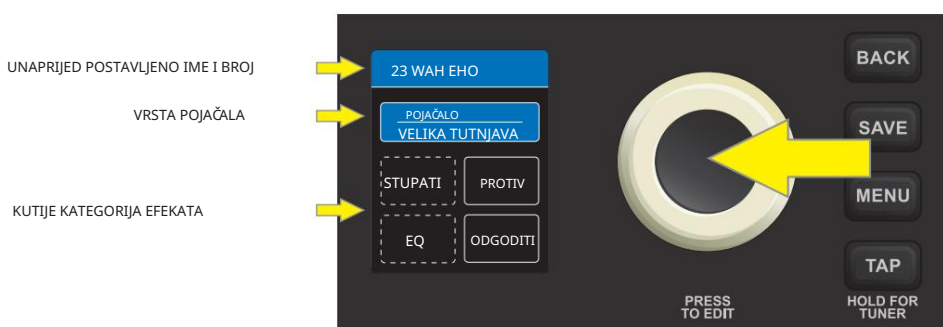 UNAPRIJED POSTAVLJENO IME I BROJ
VRSTA POJAČALA
KUTIJE KATEGORIJA EFEKATA
23 WAH EHO
POJAČALO
VELIKA TUTNJAVA
STUPATI
PROTIV
EQ
ODGODITI
PRESS
TO EDIT
BACK
SAVE
MENU
TAP
HOLD FOR
TUNER